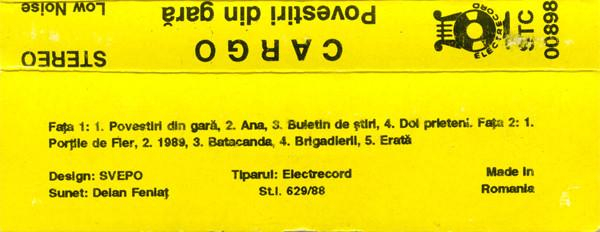 Low Noise
Povestiri din gară
STEREO
CARGO
ELECTRECORD
STC
00898
Fața 1: 1. Povestiri din gară, 2. Ana, 3. Buletin de știri, 4. Doi prieteni. Fața 2: 1.
Porțile de Fier, 2. 1989, 3. Batacanda, 4. Brigadierii, 5. Erată
Design: SVEPO
Tiparul: Electrecord
Made in
Sunet: Deian Feniaț
St.I. 629/88
Romania